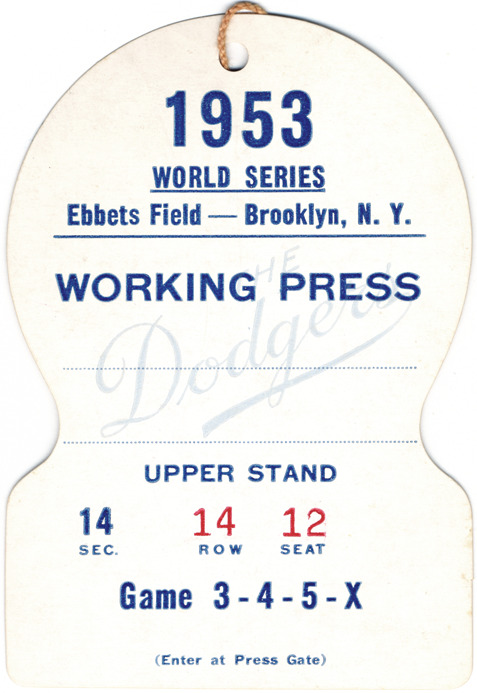 1953
WORLD SERIES
Ebbets Field — Brooklyn, N. Y.
THE
WORKING PRESS
Dodgers
UPPER STAND
14 14 12
SEC. ROW SEAT
Game 3-4-5-X
(Enter at Press Gate)